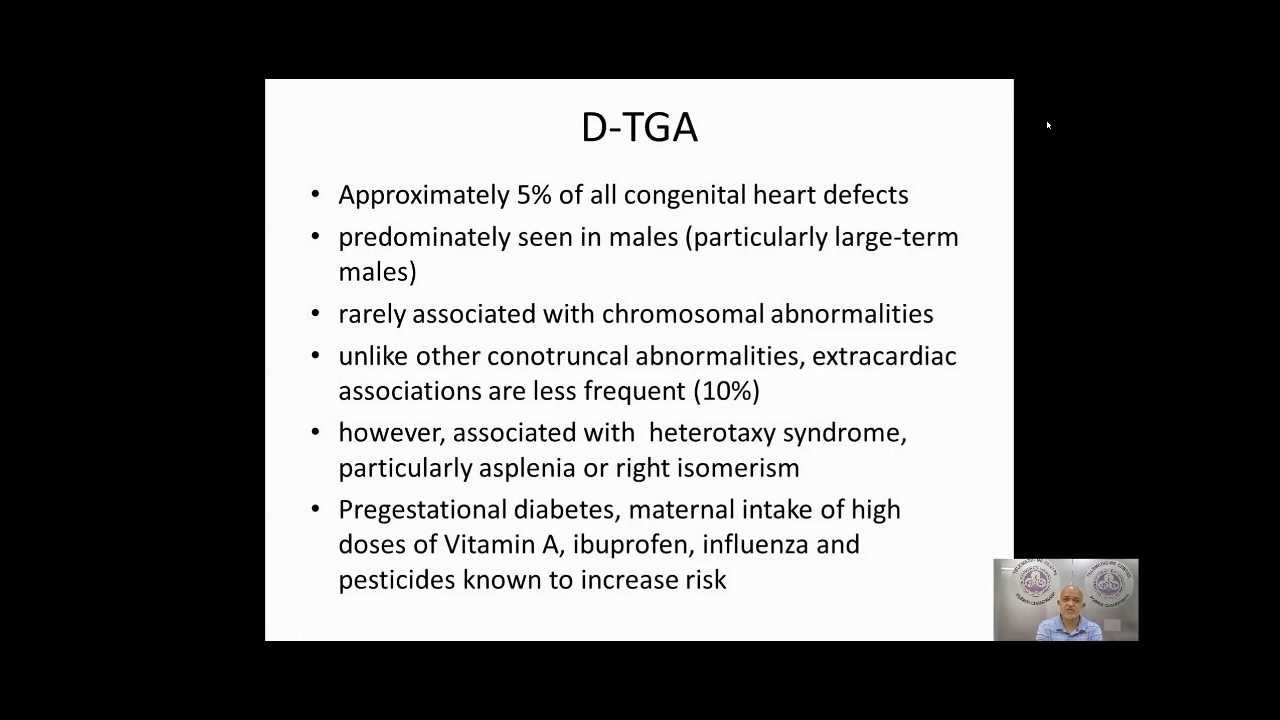 D-TGA
• Approximately 5% of all congenital heart defects
• predominately seen in males (particularly large-term
males)
• rarely associated with chromosomal abnormalities
• unlike other conotruncal abnormalities, extracardiac
associations are less frequent (10%)
• however, associated with  heterotaxy syndrome,
particularly asplenia or right isomerism
• Pregestational diabetes, maternal intake of high
doses of Vitamin A, ibuprofen, influenza and
pesticides known to increase risk